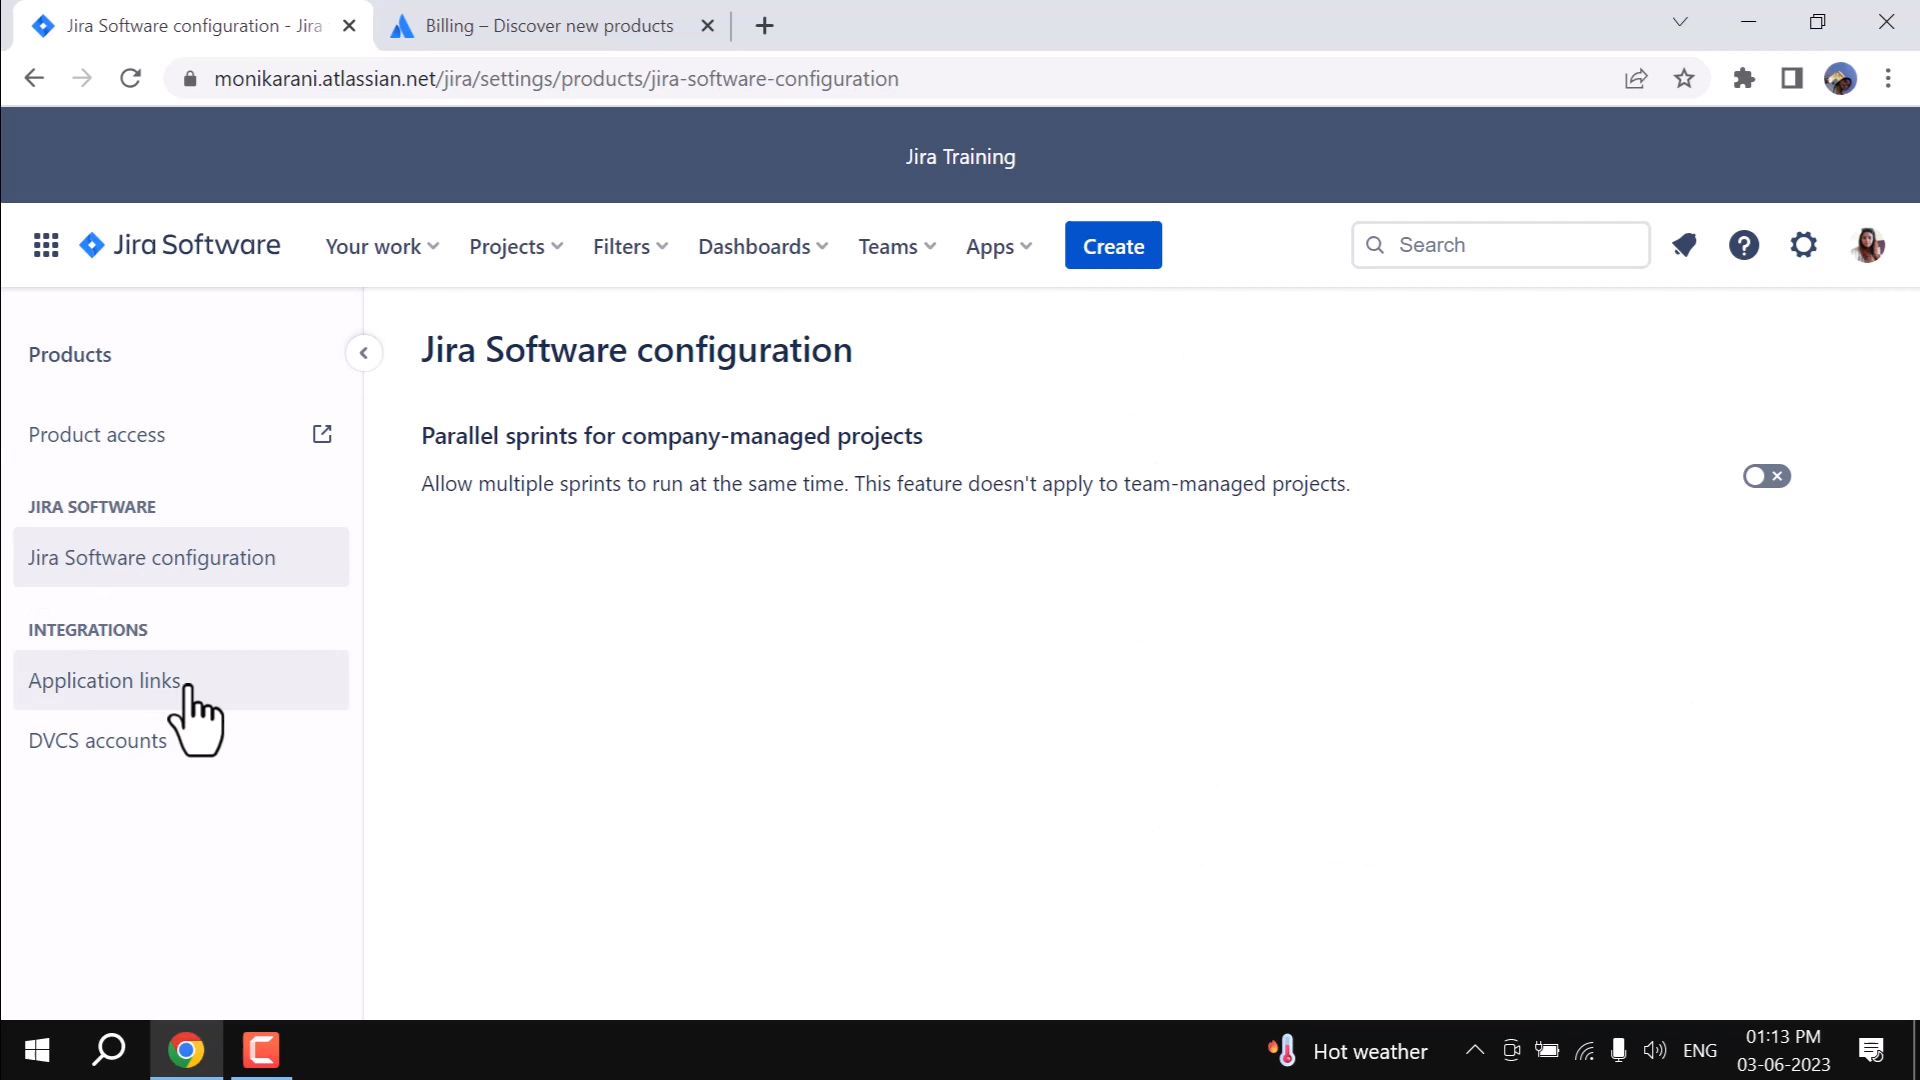 Jira Software configuration - Jira
Billing – Discover new products
monikarani.atlassian.net/jira/settings/products/jira-software-configuration
Jira Training
Jira Software
Your work
Projects
Filters
Dashboards
Teams
Apps
Create
Search
Products
Product access
JIRA SOFTWARE
Jira Software configuration
INTEGRATIONS
Application links
DVCS accounts
Jira Software configuration
Parallel sprints for company-managed projects
Allow multiple sprints to run at the same time. This feature doesn't apply to team-managed projects.
Hot weather
ENG
01:13 PM
03-06-2023